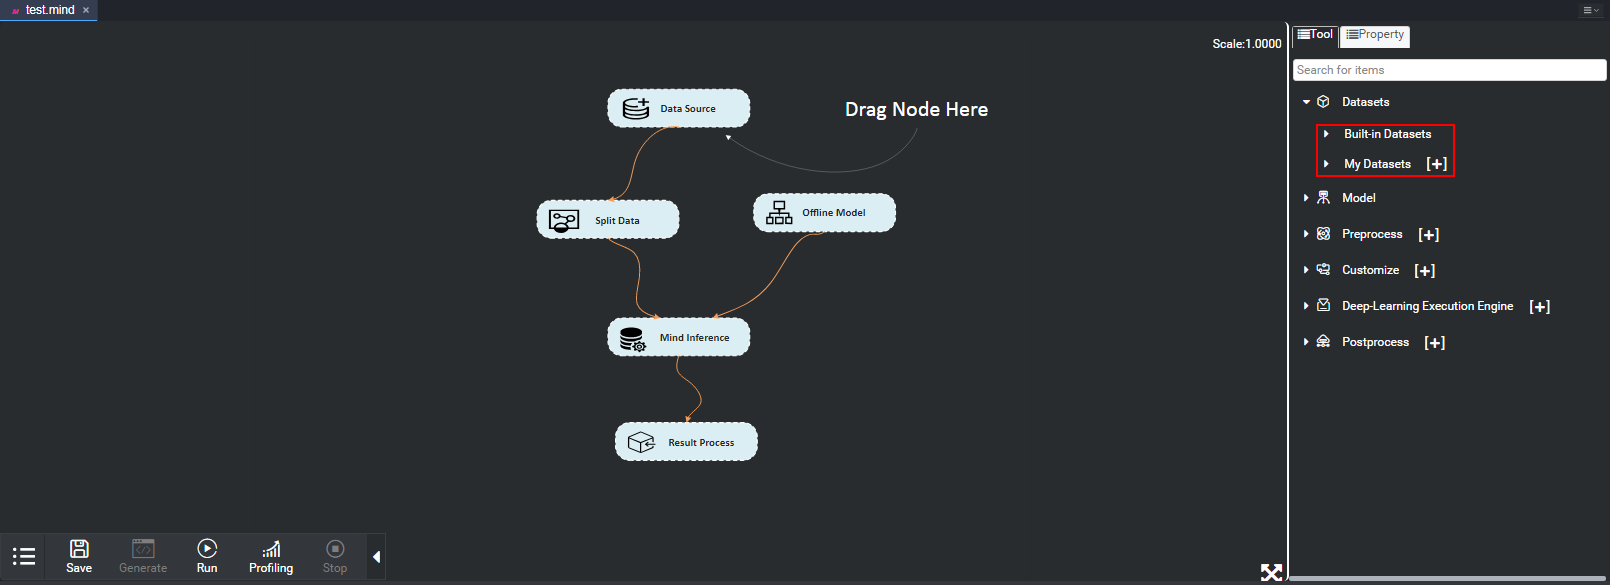 test.mind ×
Scale:1.0000
Tool
Property
Search for items
Data Source
Drag Node Here
Split Data
Offline Model
Mind Inference
Result Process
Datasets
Built-in Datasets
My Datasets [+]
Model
Preprocess [+]
Customize [+]
Deep-Learning Execution Engine [+]
Postprocess [+]
Save
Generate
Run
Profiling
Stop